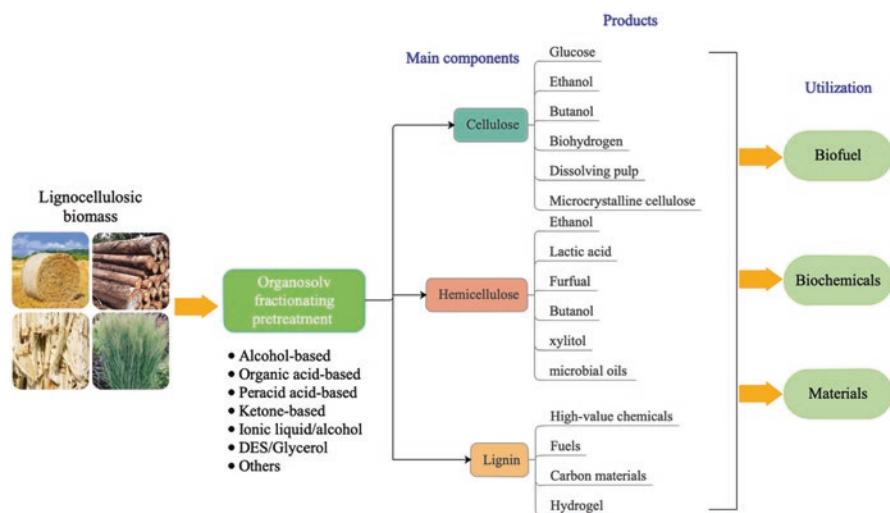 Products
Main components
Utilization
Lignocellulosic
biomass
Organosolv
fractionating
pretreatment
• Alcohol-based
• Organic acid-based
• Peracid acid-based
• Ketone-based
• Ionic liquid/alcohol
• DES/Glycerol
• Others
Cellulose
Glucose
Ethanol
Butanol
Biohydrogen
Dissolving pulp
Microcrystalline cellulose
Hemicellulose
Ethanol
Lactic acid
Furfual
Butanol
xylitol
microbial oils
Lignin
High-value chemicals
Fuels
Carbon materials
Hydrogel
Biofuel
Biochemicals
Materials